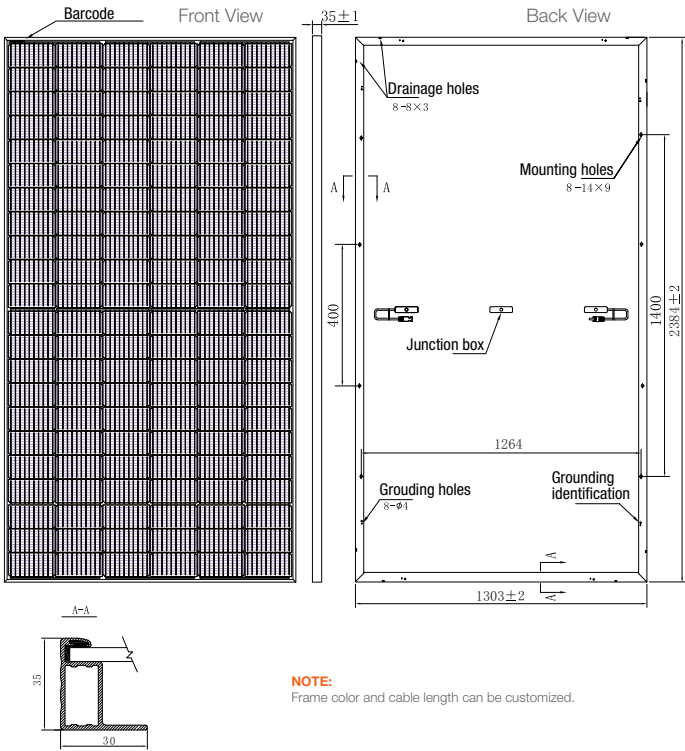 Barcode
Front View
35±1
Back View
Drainage holes
8-8×3
Mounting holes
8-14×9
A
A
400
Junction box
1400
2384±2
1264
Grouding holes
8-ø4
Grounding
identification
A
A
1303±2
A-A
35
30
NOTE:
Frame color and cable length can be customized.